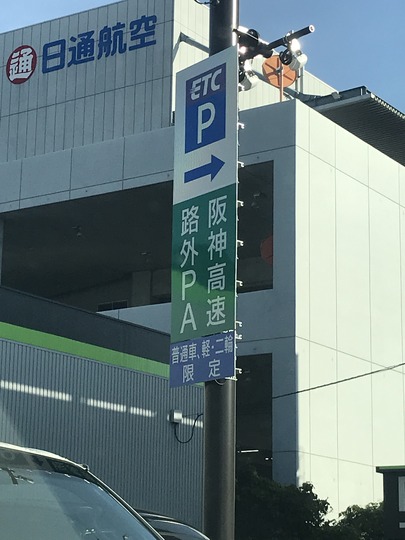 通 日通航空
ETC
P
→
阪神高速
路外PA
普通車、軽・二輪
限定